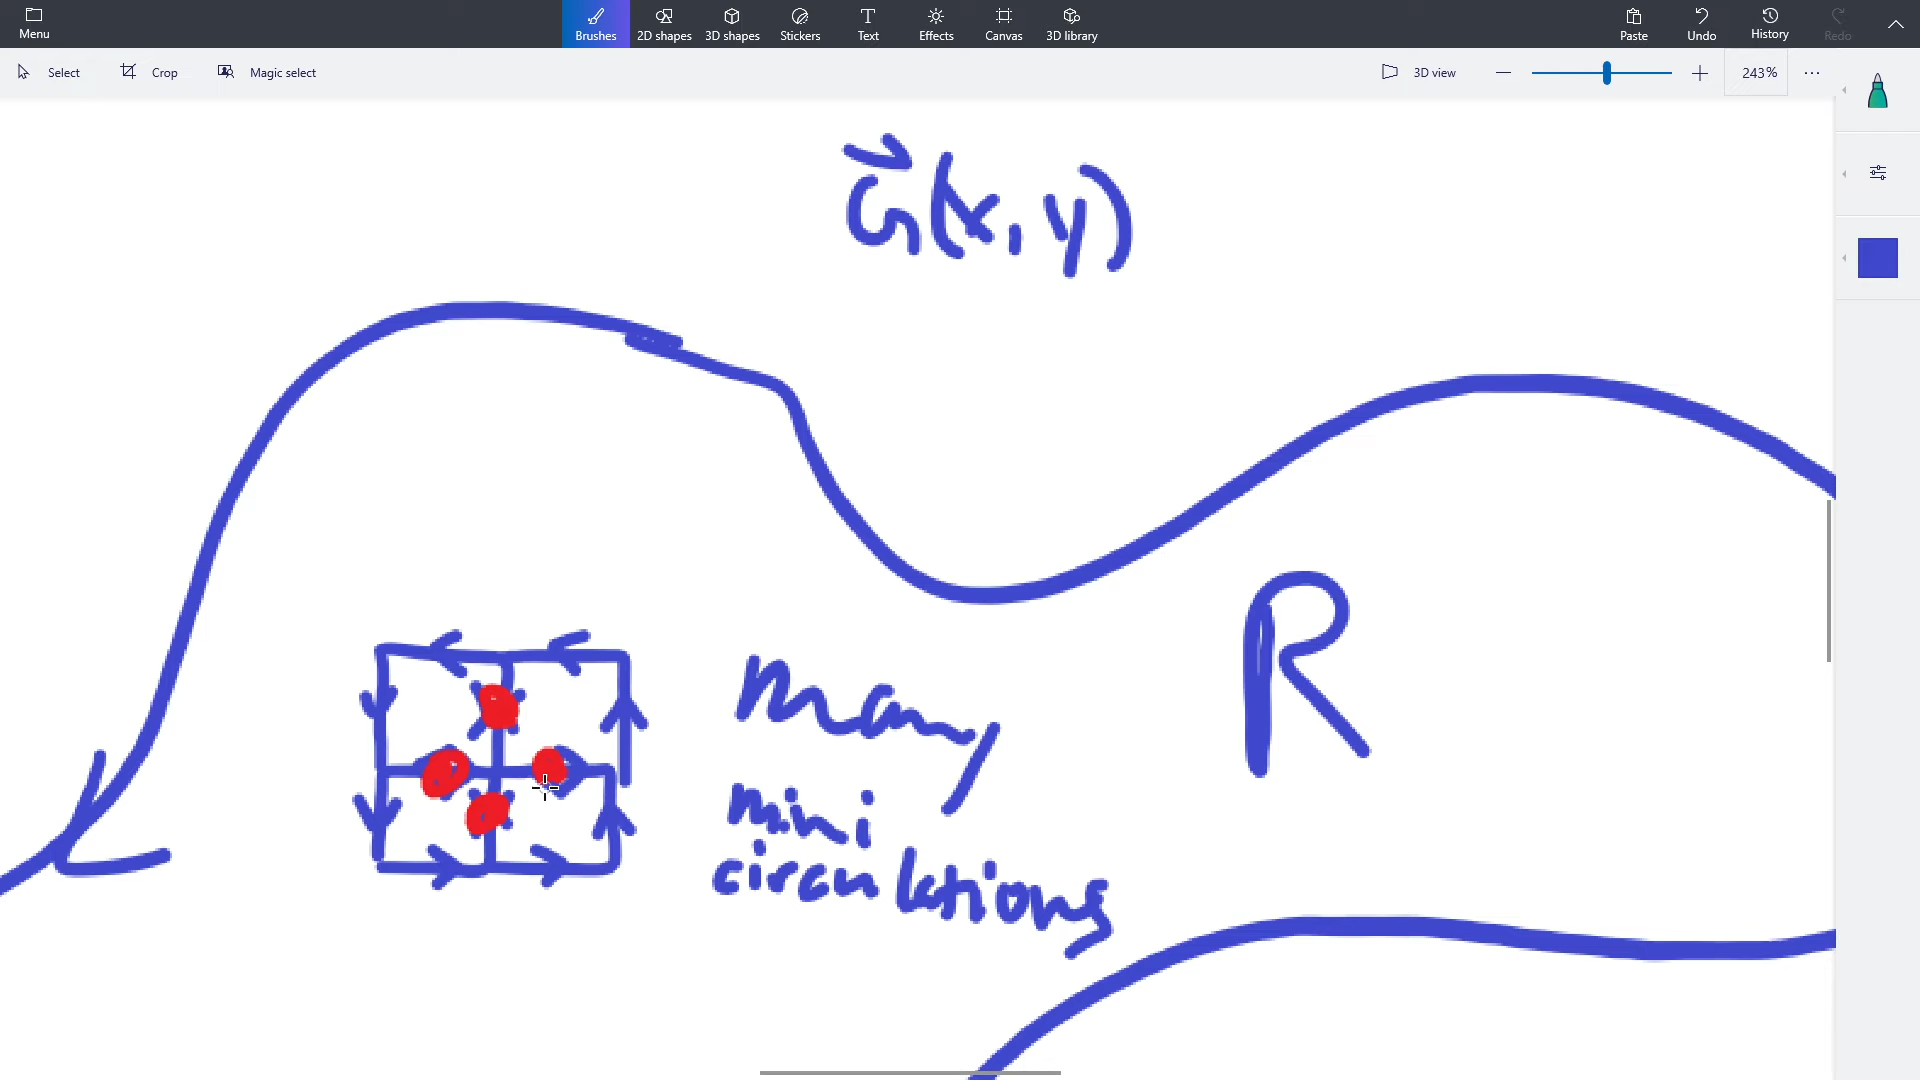 Menu
Brushes 2D shapes 3D shapes Stickers Text Effects Canvas 3D library Paste Undo History Redo
Select Crop Magic select 3D view 243%
G(x, y)
R
many
mini
circulations